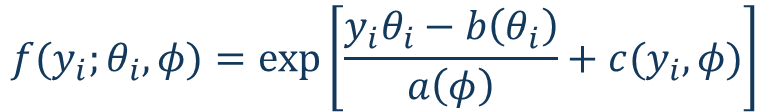 f(y_i; θ_i, ϕ) = exp[(y_iθ_i − b(θ_i))/a(ϕ) + c(y_i, ϕ)]